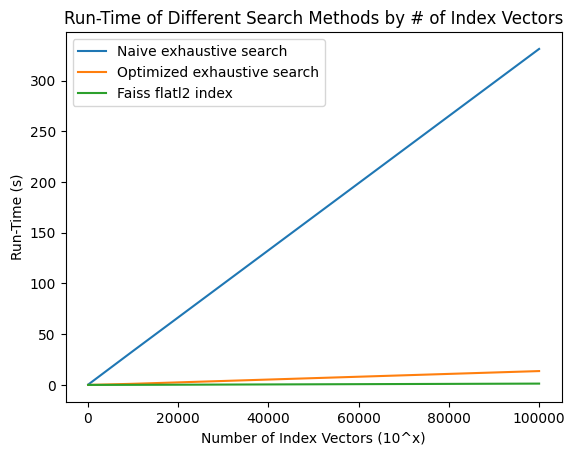 Run-Time of Different Search Methods by # of Index Vectors
Naive exhaustive search
Optimized exhaustive search
Faiss flatl2 index
Run-Time (s)
300
250
200
150
100
50
0
0 20000 40000 60000 80000 100000
Number of Index Vectors (10^x)